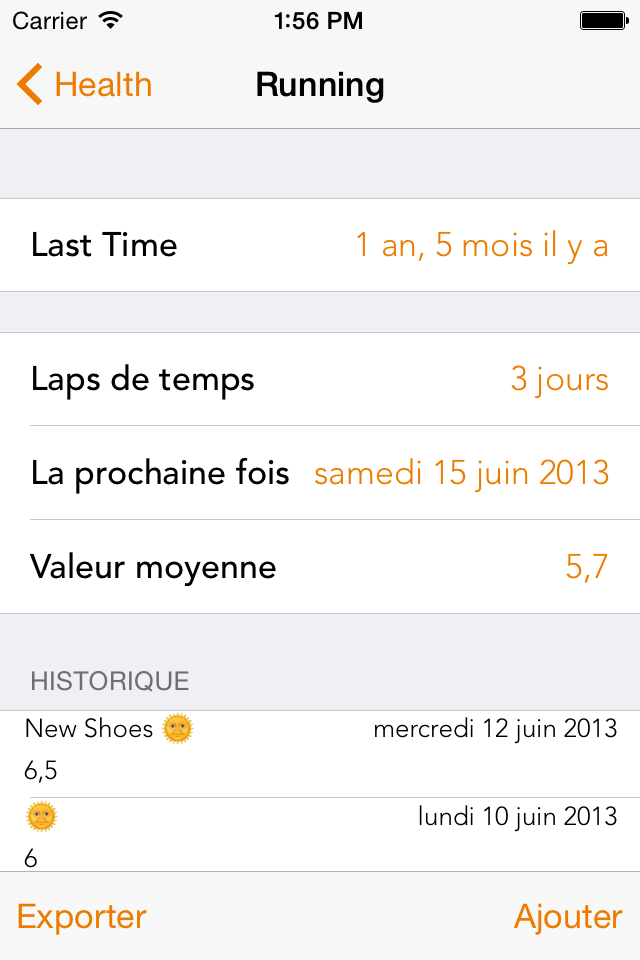 Carrier 1:56 PM
Health Running
Last Time 1 an, 5 mois il y a
Laps de temps 3 jours
La prochaine fois samedi 15 juin 2013
Valeur moyenne 5,7
HISTORIQUE
New Shoes 🌞 mercredi 12 juin 2013
6,5
🌞 lundi 10 juin 2013
6
Exporter Ajouter